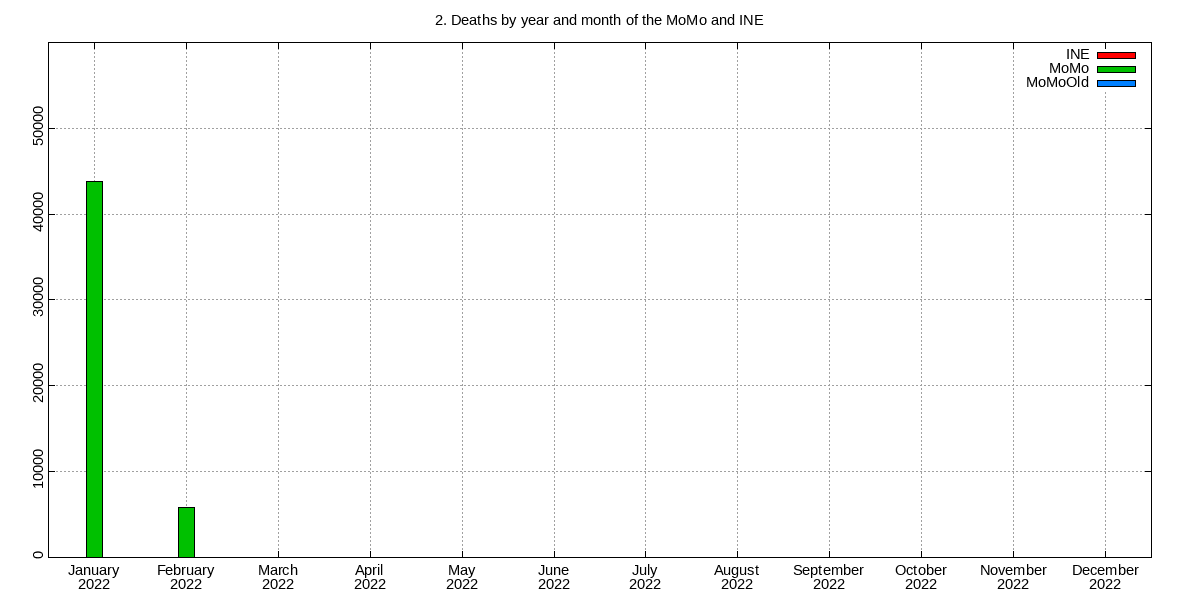 2. Deaths by year and month of the MoMo and INE
INE
MoMo
MoMoOld
50000
40000
30000
20000
10000
0
January February March April May June July August September October November December
2022 2022 2022 2022 2022 2022 2022 2022 2022 2022 2022 2022